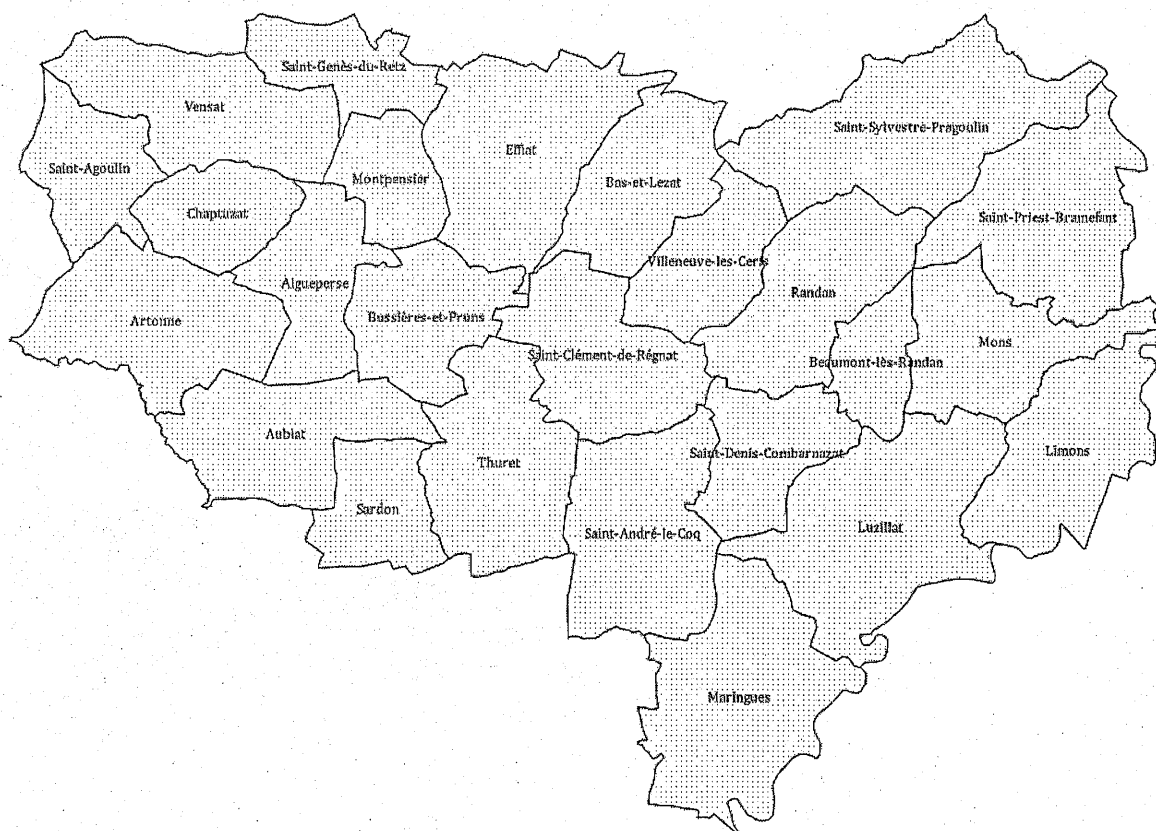 Saint-Genès-du-Retz
Vensat
Saint-Sylvestre-Pragoulin
Effiat
Saint-Agoulin
Montpensier
Bas-et-Lezat
Chaptuzat
Saint-Priest-Bramefant
Villeneuve-les-Cerfs
Aigueperse
Randan
Artonne
Bussières-et-Pruns
Mons
Saint-Clément-de-Régnat
Beaumont-lès-Randan
Aubiat
Saint-Denis-Combarnazat
Limons
Thuret
Sardon
Luzillat
Saint-André-le-Coq
Maringues